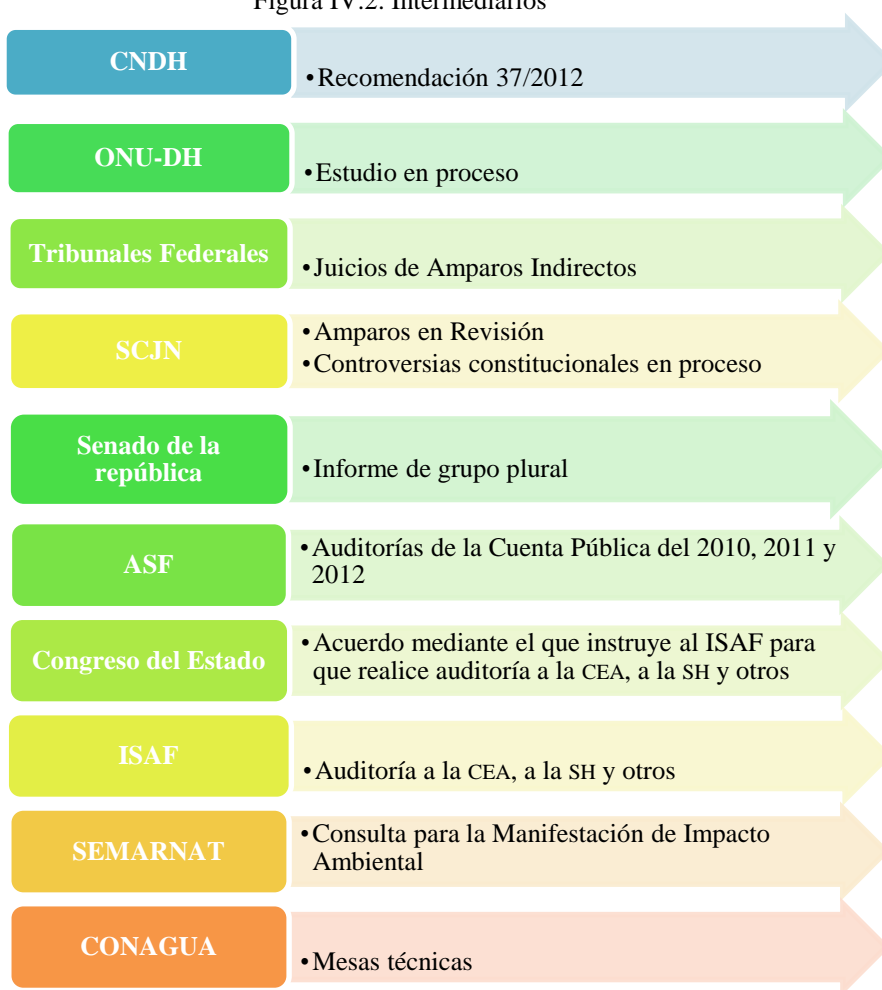 Figura IV.2. Intermediarios
CNDH
•Recomendación 37/2012
ONU-DH
•Estudio en proceso
Tribunales Federales
•Juicios de Amparos Indirectos
SCJN
•Amparos en Revisión
•Controversias constitucionales en proceso
Senado de la
república
•Informe de grupo plural
ASF
•Auditorías de la Cuenta Pública del 2010, 2011 y
2012
Congreso del Estado
•Acuerdo mediante el que instruye al ISAF para
que realice auditoría a la CEA, a la SH y otros
ISAF
•Auditoría a la CEA, a la SH y otros
SEMARNAT
•Consulta para la Manifestación de Impacto
Ambiental
CONAGUA
•Mesas técnicas